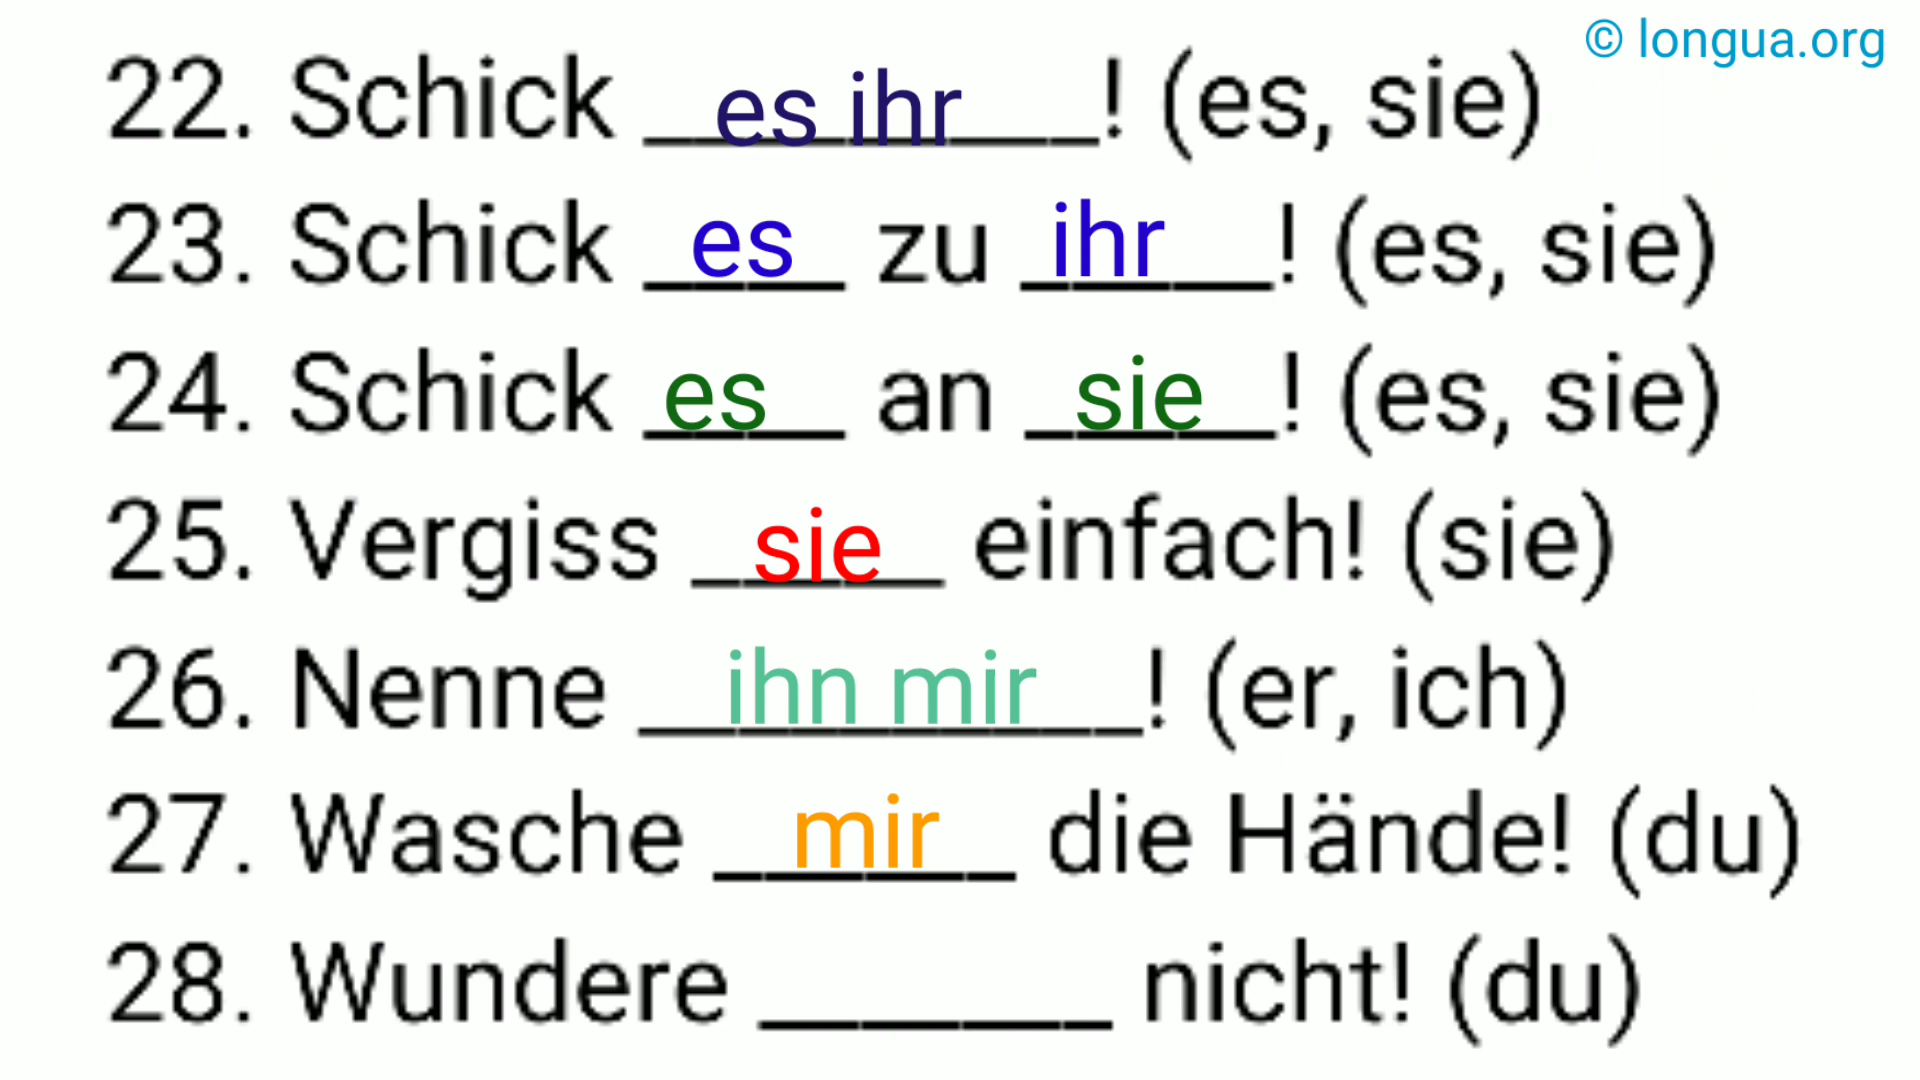 © longua.org
22. Schick es ihr! (es, sie)
23. Schick es zu ihr! (es, sie)
24. Schick es an sie! (es, sie)
25. Vergiss sie einfach! (sie)
26. Nenne ihn mir! (er, ich)
27. Wasche mir die Hände! (du)
28. Wundere _______ nicht! (du)